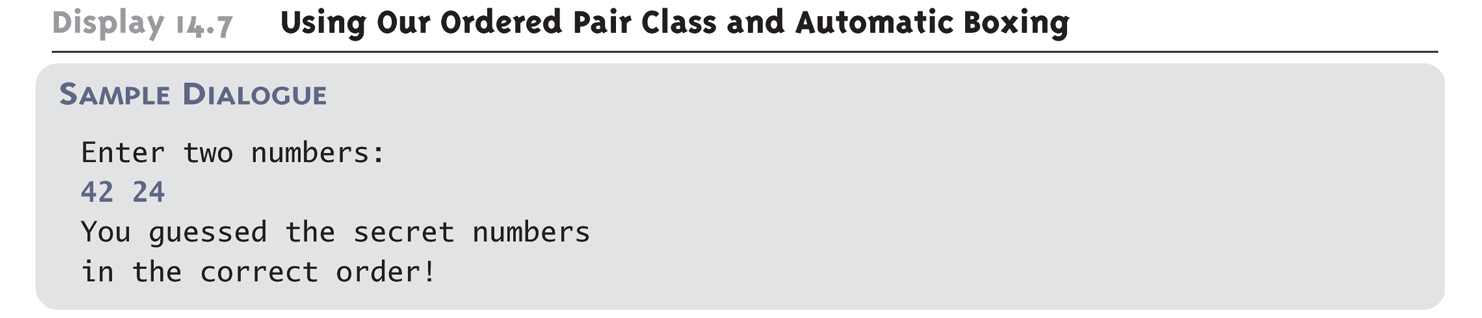 Display 14.7 Using Our Ordered Pair Class and Automatic Boxing
SAMPLE DIALOGUE
Enter two numbers:
42 24
You guessed the secret numbers
in the correct order!